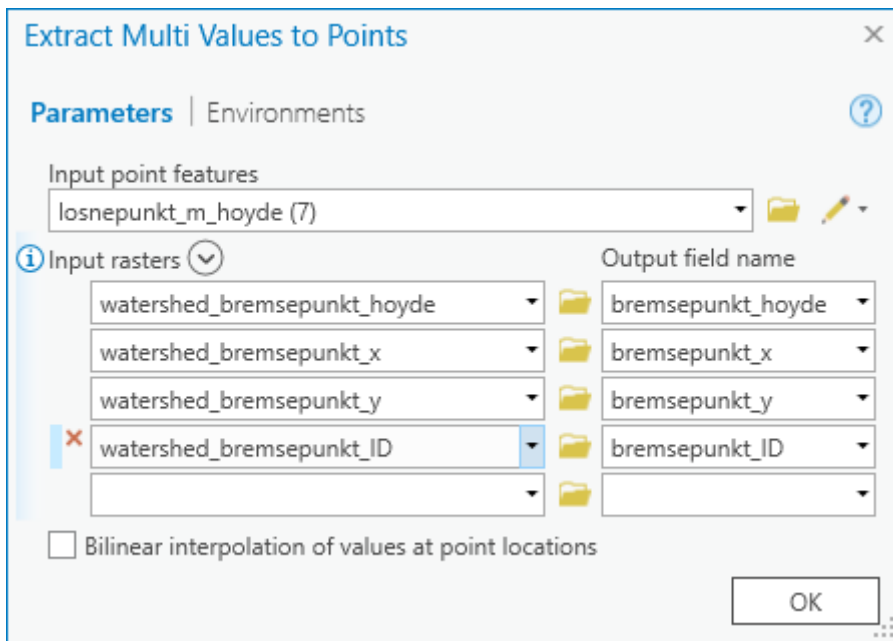 Extract Multi Values to Points
Parameters | Environments
Input point features
losnepunkt_m_hoyde (7)
Input rasters Output field name
watershed_bremsepunkt_hoyde bremsepunkt_hoyde
watershed_bremsepunkt_x bremsepunkt_x
watershed_bremsepunkt_y bremsepunkt_y
watershed_bremsepunkt_ID bremsepunkt_ID
Bilinear interpolation of values at point locations
OK